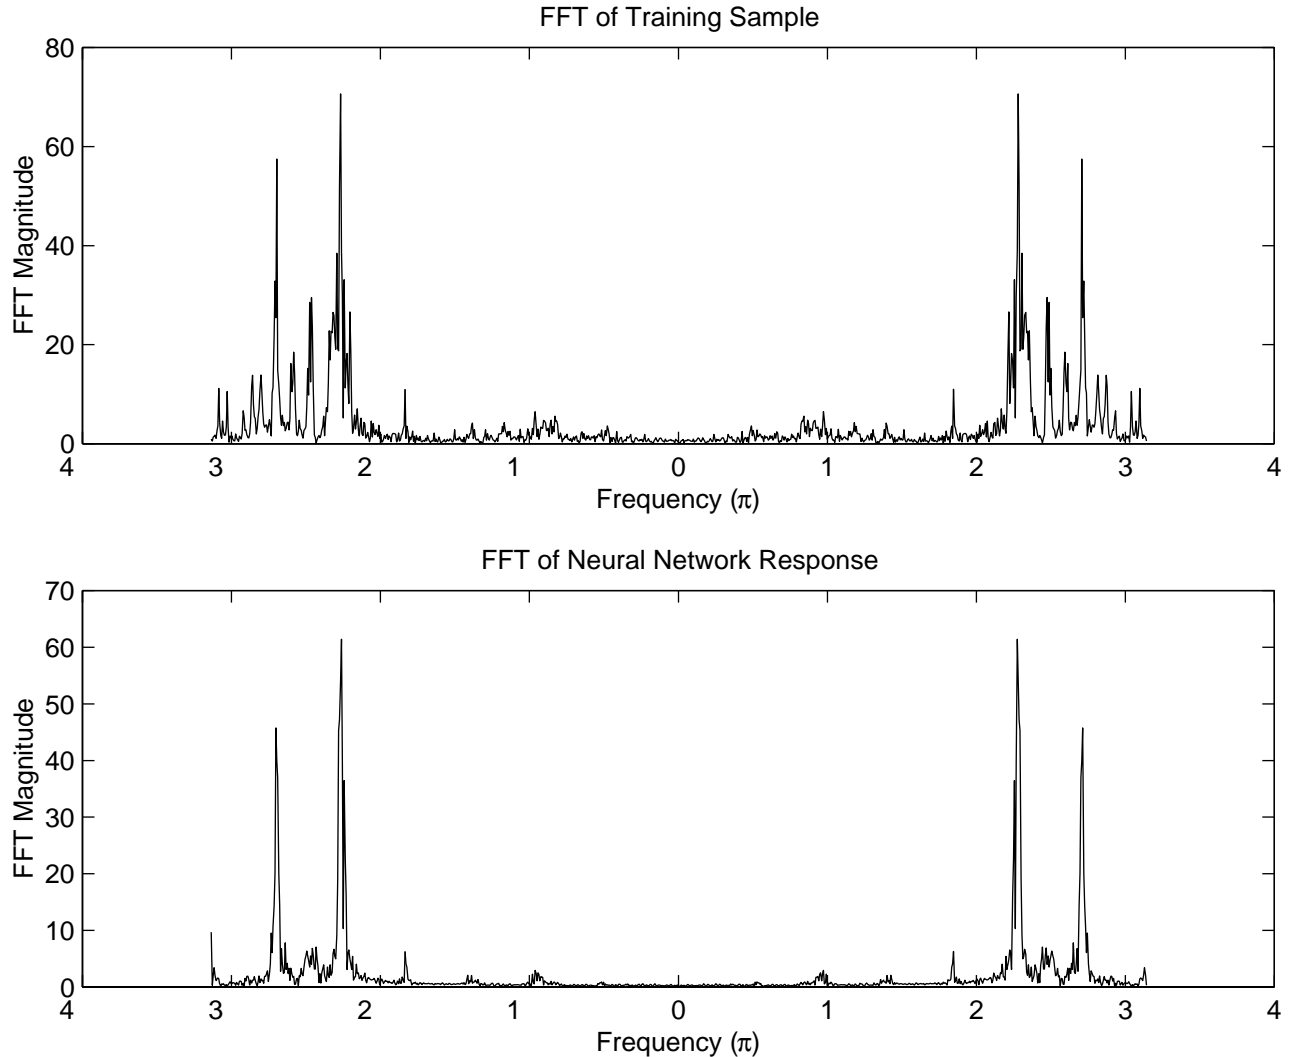 FFT of Training Sample
80
60
40
20
0
4 3 2 1 0 1 2 3 4
FFT Magnitude
Frequency (π)
FFT of Neural Network Response
70
60
50
40
30
20
10
0
4 3 2 1 0 1 2 3 4
FFT Magnitude
Frequency (π)